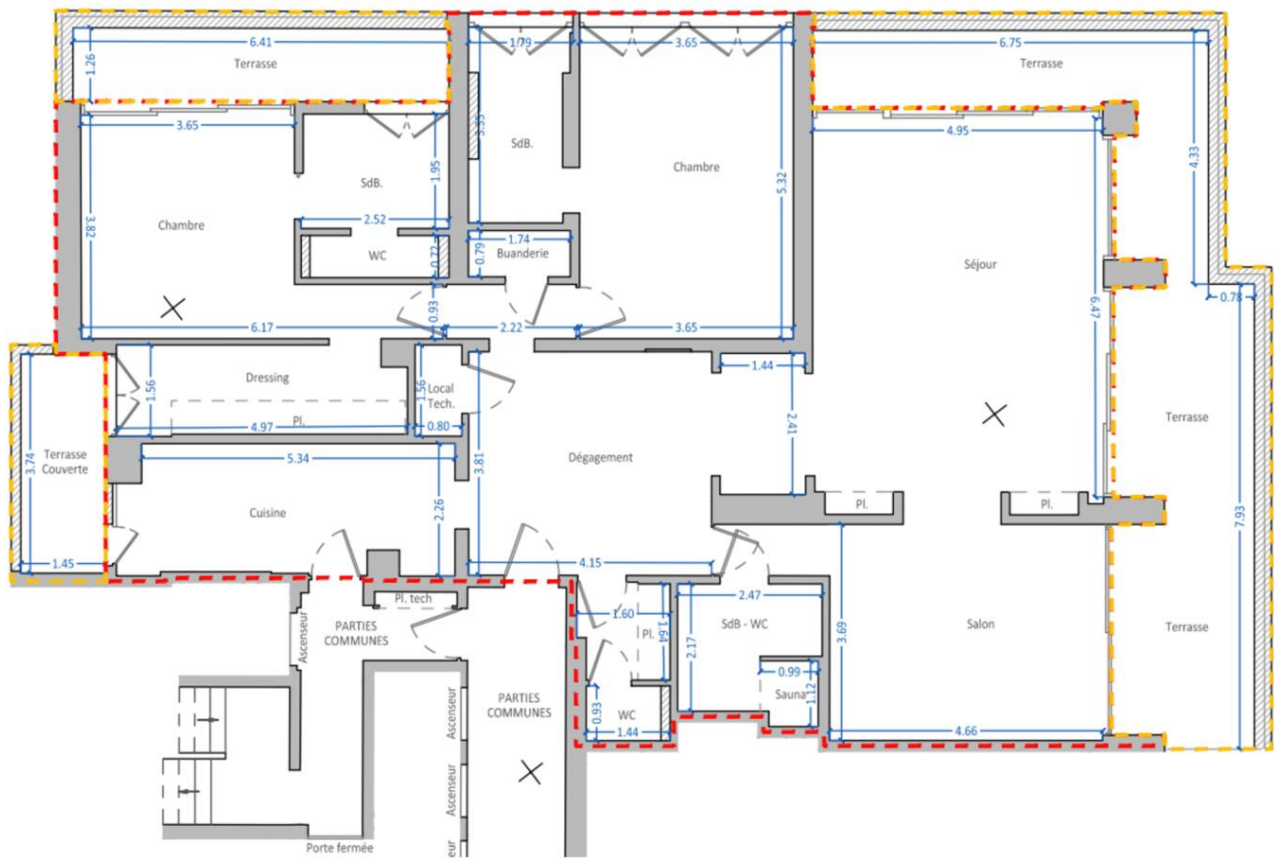 6.41
1.79
3.65
6.75
Terrasse
1.26
Terrasse
3.65
4.95
3.35
SdB.
1.95
4.33
Chambre
SdB.
3.82
5.32
2.52
Chambre
1.74
WC
0.72
0.79
Buanderie
Séjour
0.78
0.93
6.17
2.22
3.65
6.47
1.44
Dressing
1.56
1.56
Local
Tech.
Pl.
4.97
0.80
2.41
Terrasse
3.74
Terrasse
Couverte
5.34
3.81
Dégagement
2.26
Cuisine
Pl.
Pl.
7.93
1.45
4.15
Pl. tech
2.47
1.60
PARTIES
COMMUNES
Ascenseur
Pl.
1.64
2.17
SdB - WC
3.69
Salon
Terrasse
0.99
Sauna
1.12
PARTIES
COMMUNES
Ascenseur
0.93
WC
1.44
4.66
Ascenseur
eur
Porte fermée